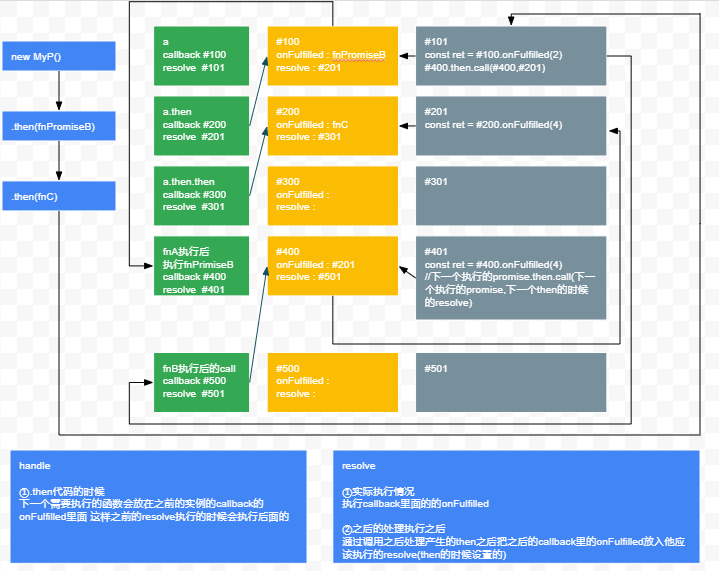 new MyP()
.then(fnPromiseB)
.then(fnC)
a
callback #100
resolve  #101
#100
onFulfilled : fnPromiseB
resolve : #201
#101
const ret = #100.onFulfilled(2)
#400.then.call(#400,#201)
a.then
callback #200
resolve  #201
#200
onFulfilled : fnC
resolve : #301
#201
const ret = #200.onFulfilled(4)
a.then.then
callback #300
resolve  #301
#300
onFulfilled :
resolve :
#301
fnA执行后
执行fnPrimiseB
callback #400
resolve  #401
#400
onFulfilled : #201
resolve : #501
#401
const ret = #400.onFulfilled(4)
//下一个执行的promise.then.call(下一
个执行的promise,下一个then的时候
的resolve)
fnB执行后的call
callback #500
resolve  #501
#500
onFulfilled :
resolve :
#501
handle
①.then代码的时候
下一个需要执行的函数会放在之前的实例的callback的
onFulfilled里面 这样之前的resolve执行的时候会执行后面的
resolve
①实际执行情况
执行callback里面的的onFulfilled
②之后的处理执行之后
通过调用之后处理产生的then之后把之后的callback里的onFulfilled放入他应
该执行的resolve(then的时候设置的)